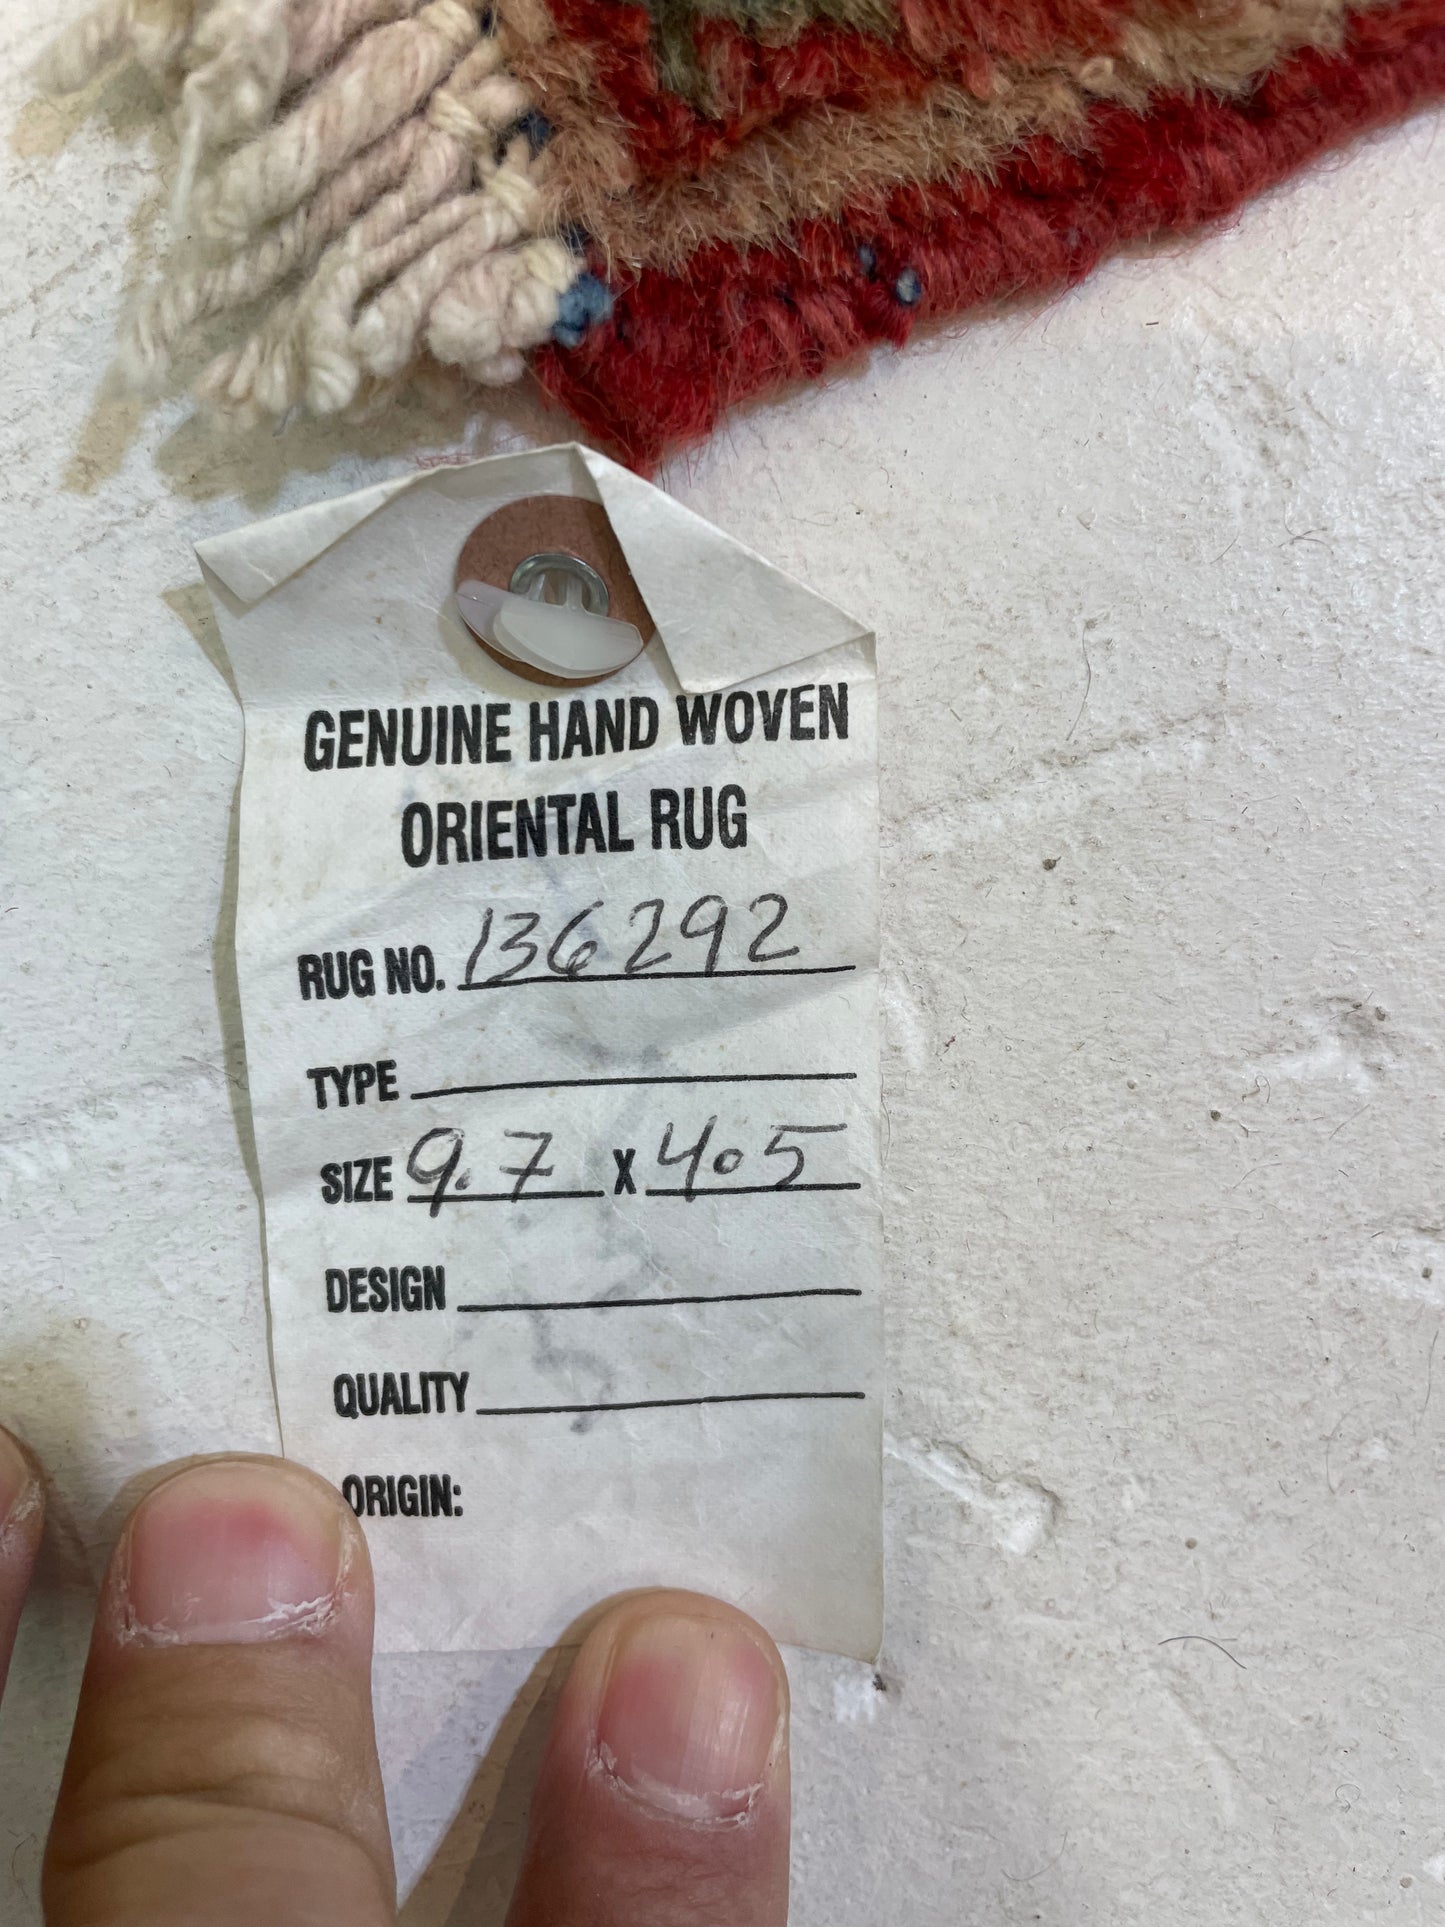 GENUINE HAND WOVEN
ORIENTAL RUG
RUG NO. 136292
TYPE
SIZE 9.7 X 4.5
DESIGN
QUALITY
ORIGIN: